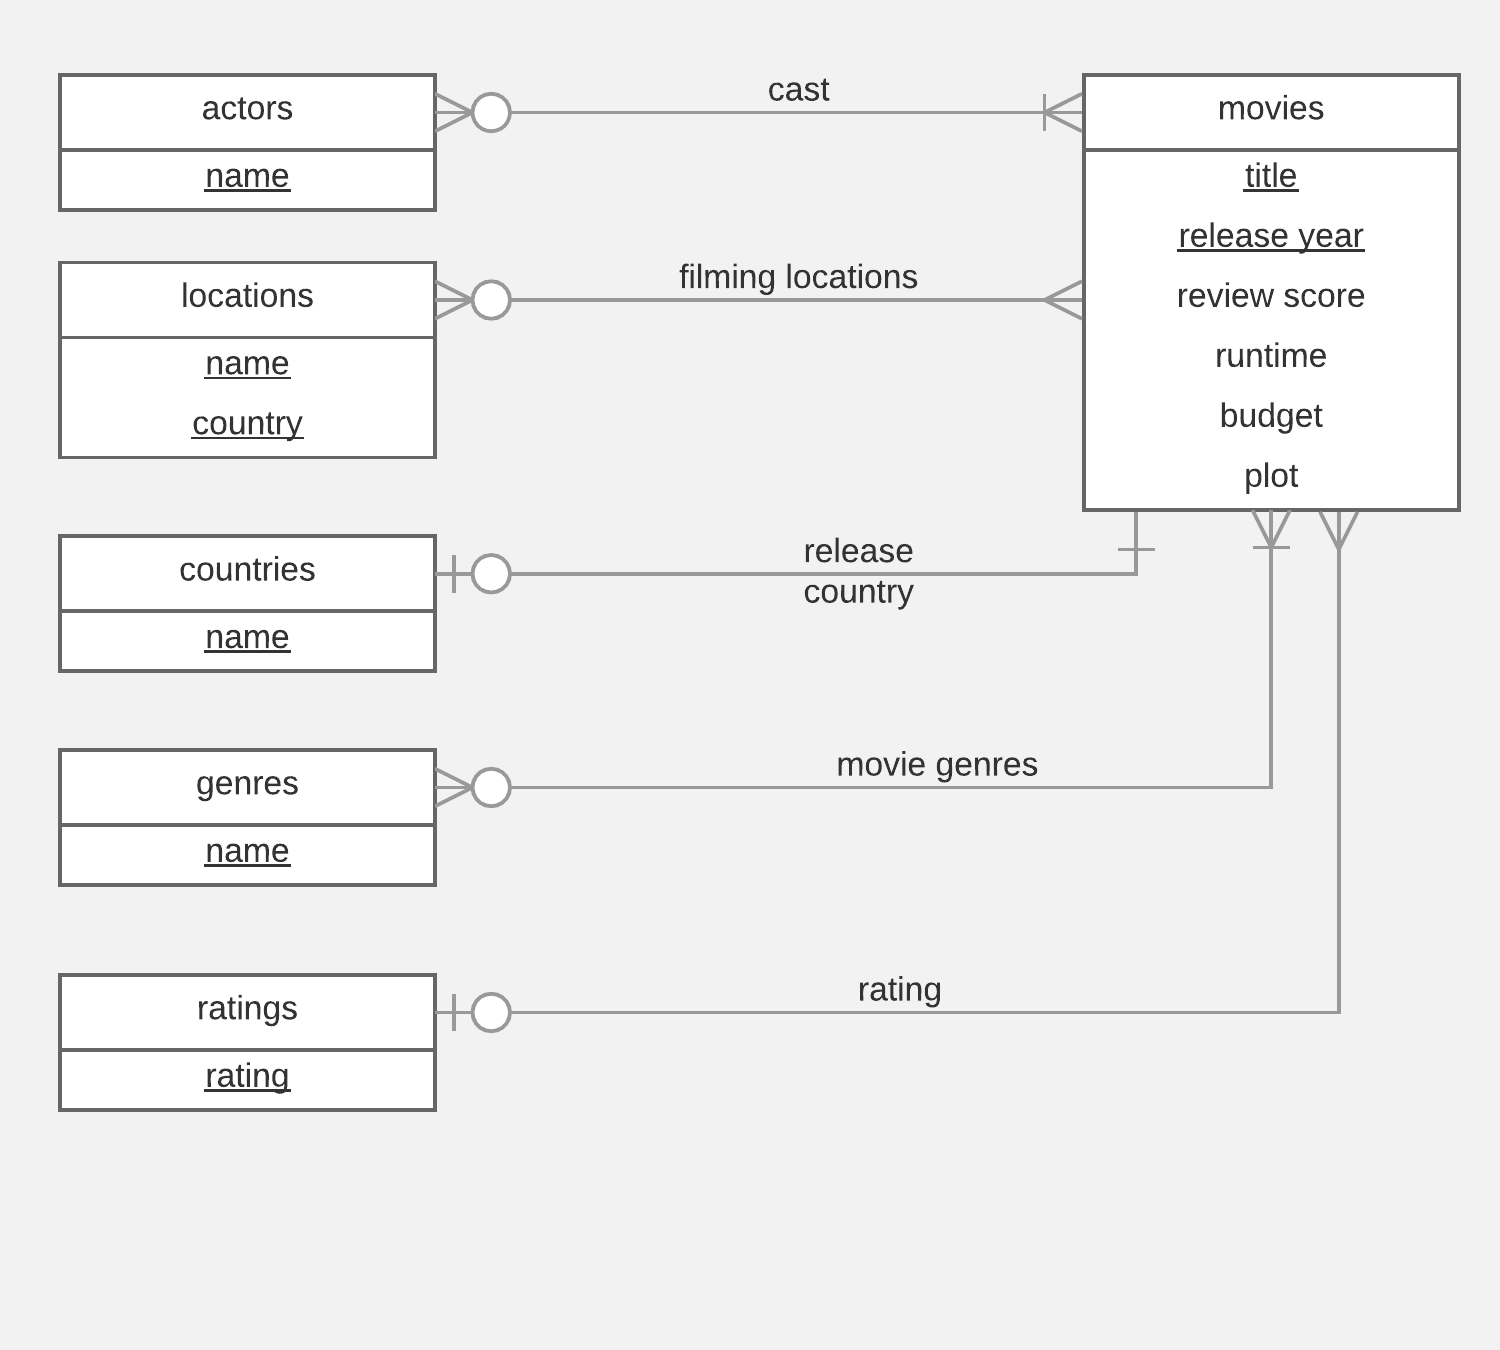 actors
name
cast
movies
title
release year
review score
runtime
budget
plot
locations
name
country
filming locations
countries
name
release
country
genres
name
movie genres
ratings
rating
rating